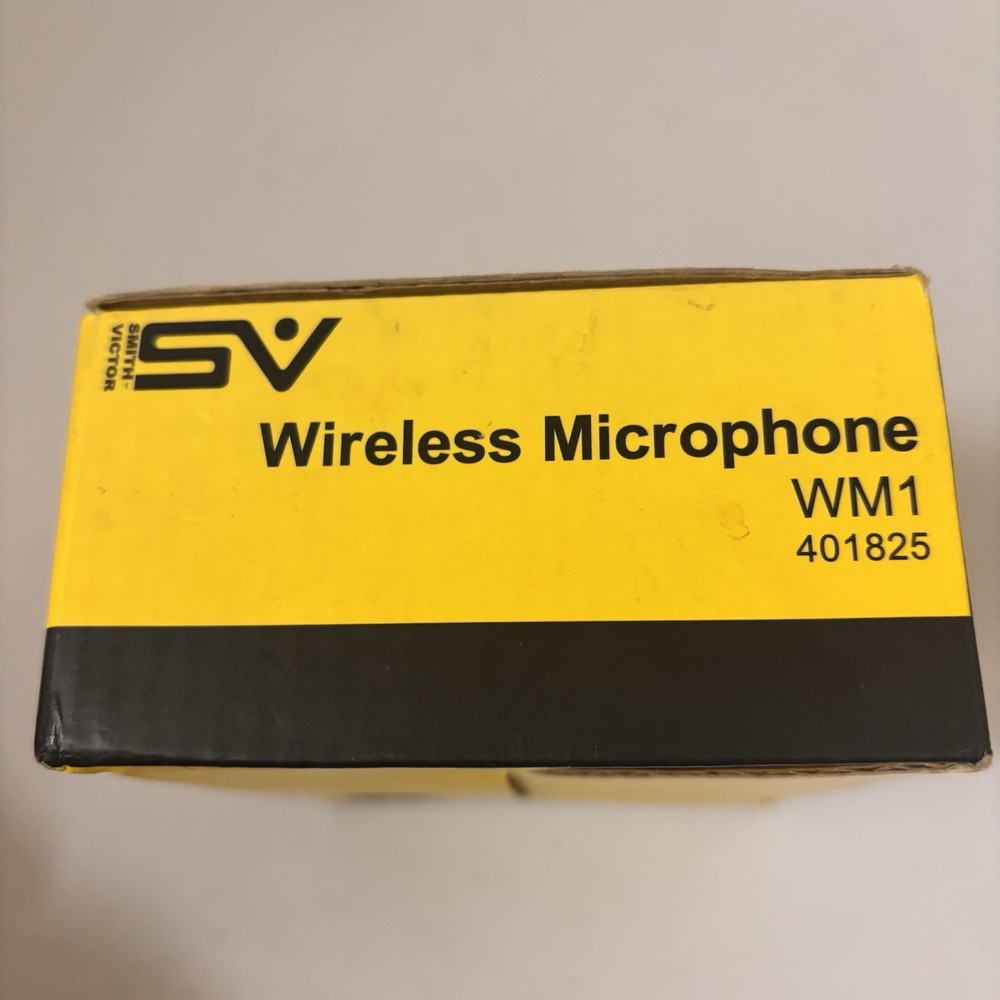 SMITH-
VICTOR
SV
Wireless Microphone
WM1
401825